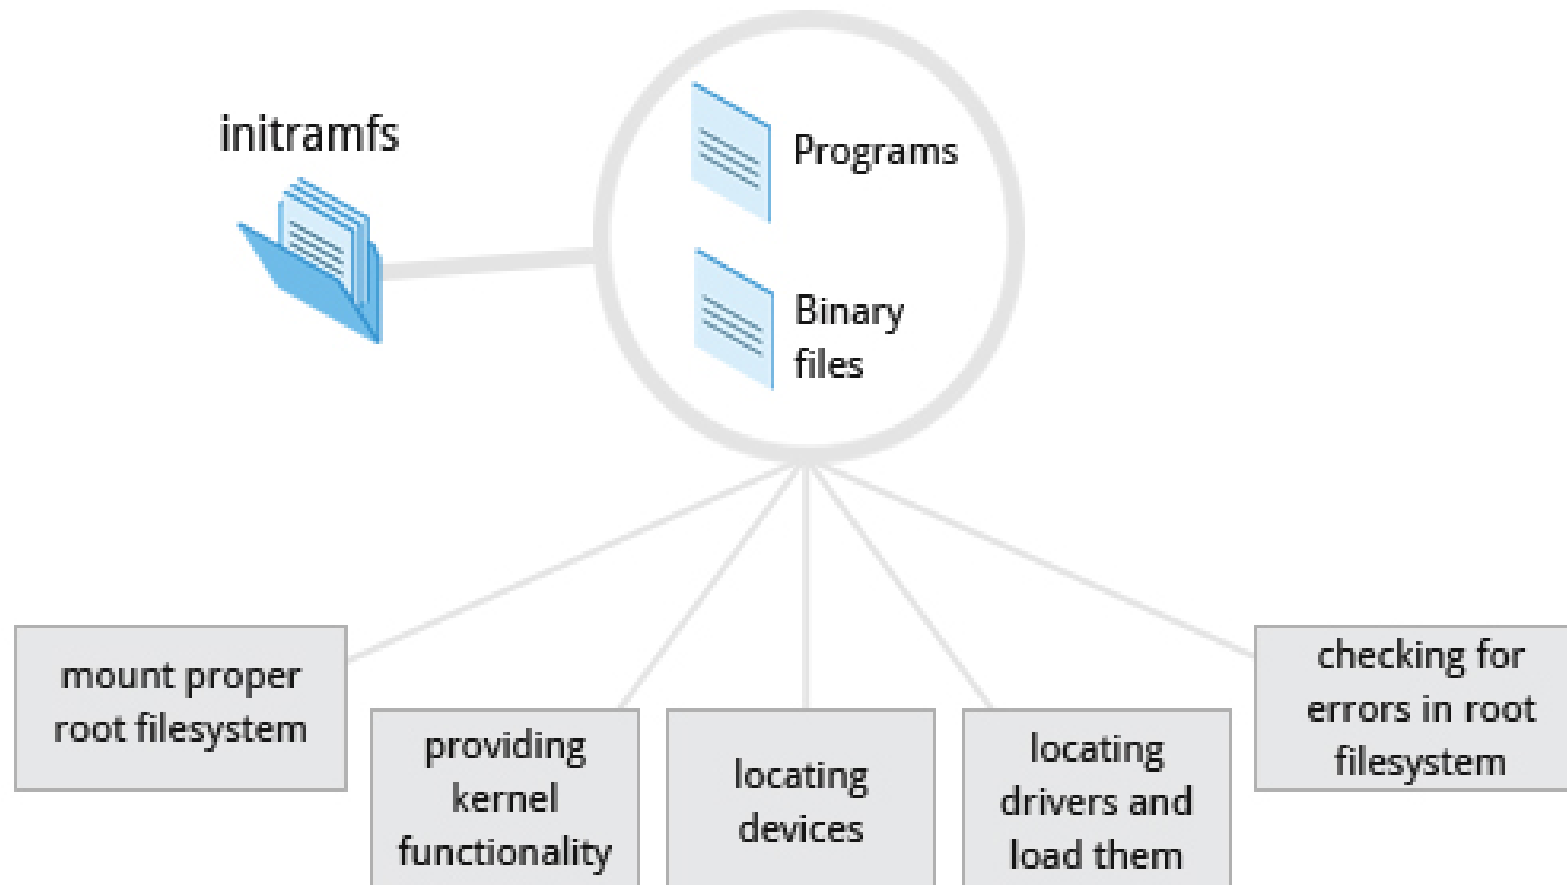 initramfs
Programs
Binary
files
mount proper
root filesystem
providing
kernel
functionality
locating
devices
locating
drivers and
load them
checking for
errors in root
filesystem